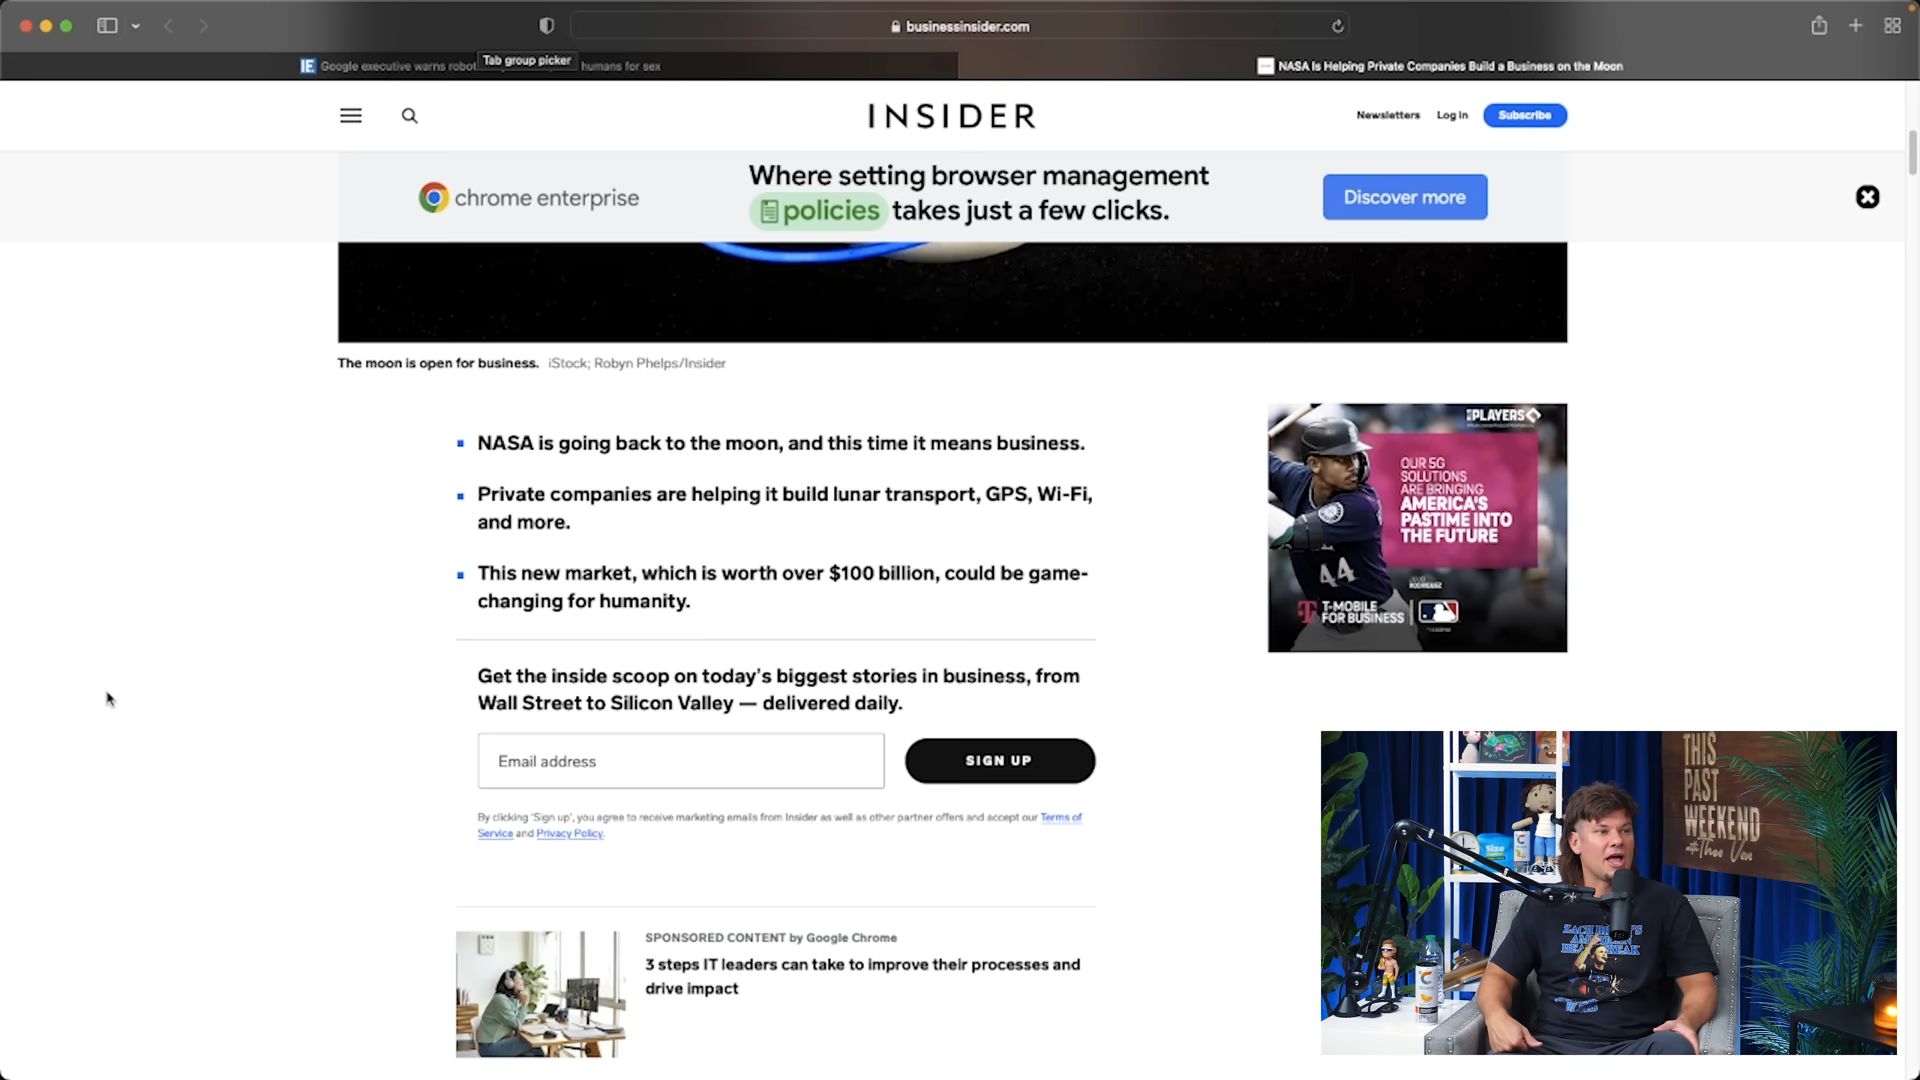 businessinsider.com
Google executive warns robot
Tab group picker
humans for sex
NASA Is Helping Private Companies Build a Business on the Moon
INSIDER
Newsletters
Log In
Subscribe
chrome enterprise
Where setting browser management
policies takes just a few clicks.
Discover more
The moon is open for business. iStock; Robyn Phelps/Insider
NASA is going back to the moon, and this time it means business.
Private companies are helping it build lunar transport, GPS, Wi-Fi,
and more.
This new market, which is worth over $100 billion, could be game-
changing for humanity.
PLAYERS
OUR 5G
SOLUTIONS
ARE BRINGING
AMERICA'S
PASTIME INTO
THE FUTURE
44
RODRIGUEZ
T-MOBILE
FOR BUSINESS
Get the inside scoop on today's biggest stories in business, from
Wall Street to Silicon Valley — delivered daily.
Email address
SIGN UP
By clicking 'Sign up', you agree to receive marketing emails from Insider as well as other partner offers and accept our Terms of
Service and Privacy Policy.
SPONSORED CONTENT by Google Chrome
3 steps IT leaders can take to improve their processes and
drive impact
THIS
PAST
WEEKEND
with Theo Von
Size